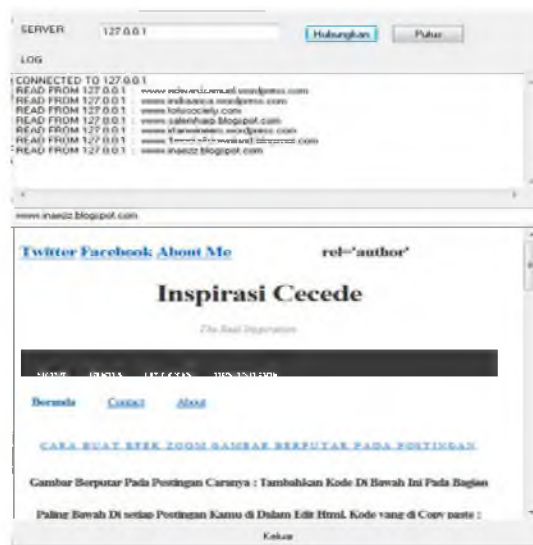 SERVER 127.0.0.1 Hubungkan Putus
LOG
CONNECTED TO 127.0.0.1
READ FROM 127.0.0.1 :
READ FROM 127.0.0.1 :
READ FROM 127.0.0.1 : www.lotusociety.com
READ FROM 127.0.0.1 :
READ FROM 127.0.0.1 :
READ FROM 127.0.0.1 :
READ FROM 127.0.0.1 : www.inaezz.blogspot.com
www.inaezz.blogspot.com
Twitter Facebook About Me rel='author'
Inspirasi Cecede
The Real Inspiration
Beranda Contact About
CARA BUAT EFEK ZOOM GAMBAR BERPUTAR PADA POSTINGAN
Gambar Berputar Pada Postingan Caranya : Tambahkan Kode Di Bawah Ini Pada Bagian
Paling Bawah Di setiap Postingan Kamu di Dalam Edit Html. Kode yang di Copy paste :
Keluar